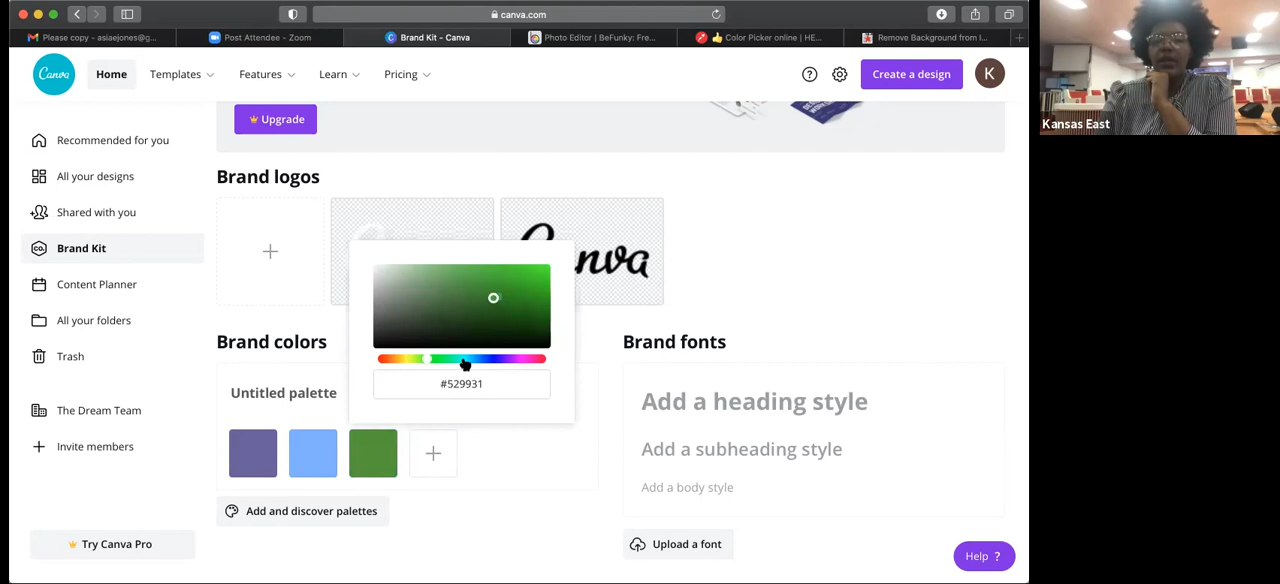 canva.com
Please copy - asiaejones@g...
Post Attendee - Zoom
Brand Kit - Canva
Photo Editor | BeFunky: Fre...
Color Picker online | HE...
Remove Background from I...
Canva
Home
Templates
Features
Learn
Pricing
Create a design
K
Kansas East
Upgrade
Recommended for you
All your designs
Shared with you
Brand Kit
Content Planner
All your folders
Trash
The Dream Team
Invite members
Try Canva Pro
Brand logos
Brand colors
Untitled palette
#529931
Add and discover palettes
Brand fonts
Add a heading style
Add a subheading style
Add a body style
Upload a font
Help ?